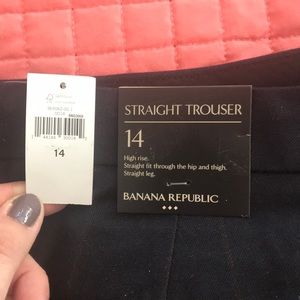 14
STRAIGHT TROUSER
14
High rise.
Straight fit through the hip and thigh.
Straight leg.
BANANA REPUBLIC